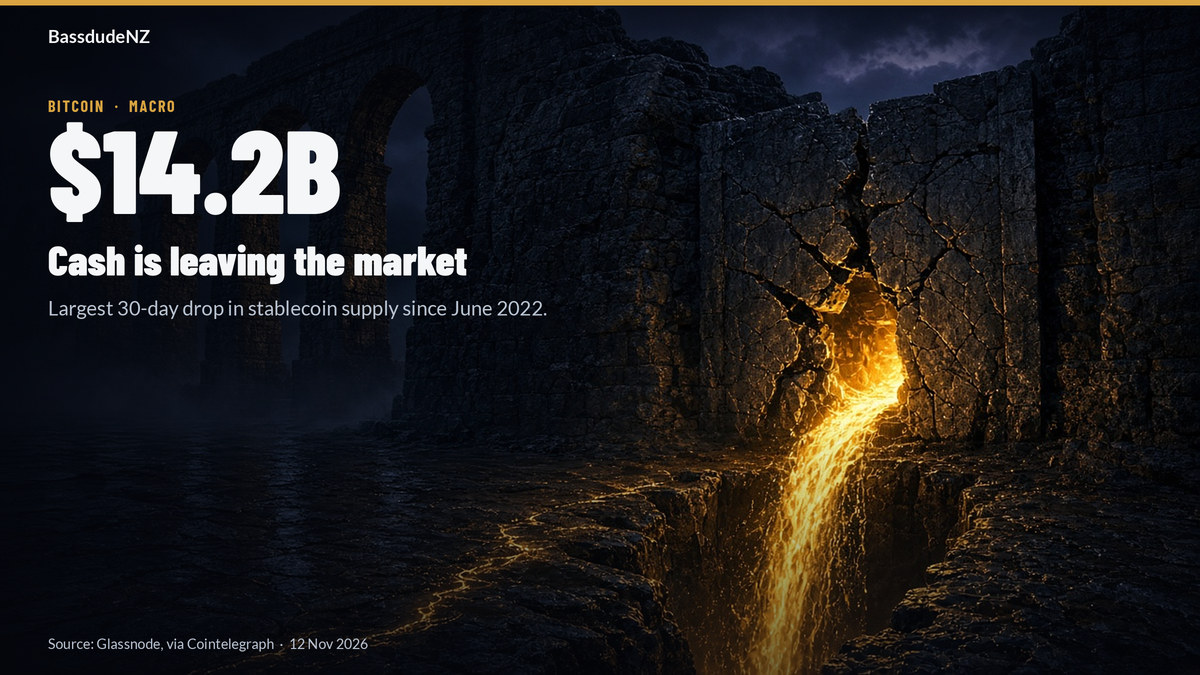 BassdudeNZ
BITCOIN · MACRO
$14.2B
Cash is leaving the market
Largest 30-day drop in stablecoin supply since June 2022.
Source: Glassnode, via Cointelegraph · 12 Nov 2026